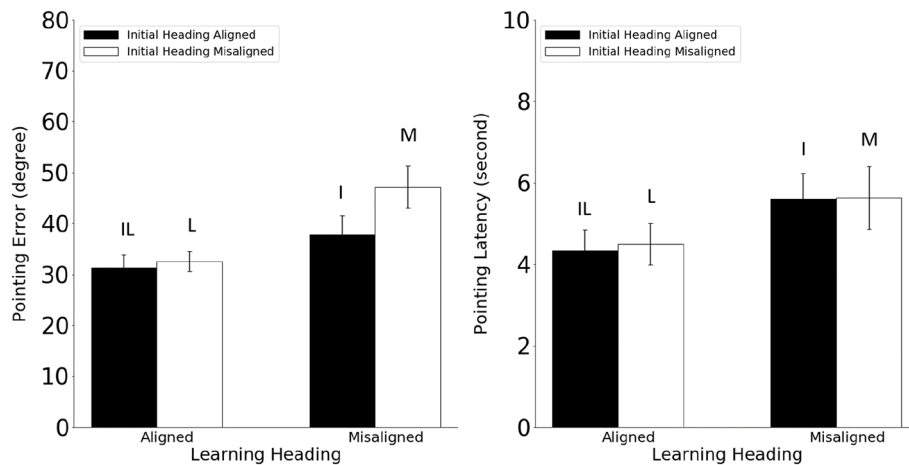 80
70
60
50
40
30
20
10
0
Pointing Error (degree)
Initial Heading Aligned
Initial Heading Misaligned
IL
L
I
M
Aligned
Misaligned
Learning Heading
10
8
6
4
2
0
Pointing Latency (second)
Initial Heading Aligned
Initial Heading Misaligned
IL
L
I
M
Aligned
Misaligned
Learning Heading